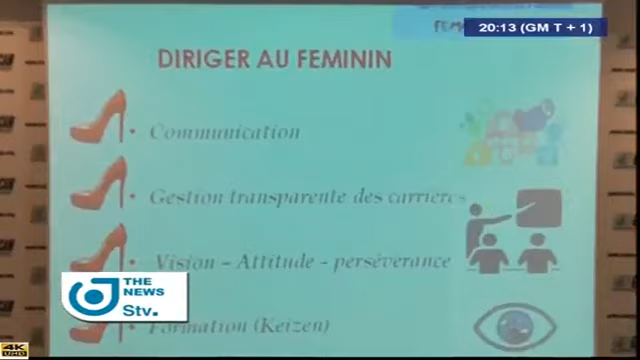 20:13 (GM T + 1)
DIRIGER AU FEMININ
• Communication
• Gestion transparente des carrières
• Vision – Attitude - persévérance
• Formation (Keizen)
THE
NEWS
Stv.
4K
UHD